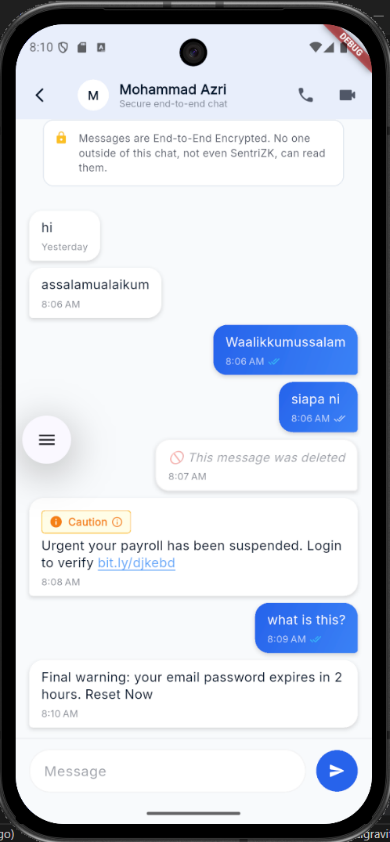 8:10
DEBUG
M
Mohammad Azri
Secure end-to-end chat
Messages are End-to-End Encrypted. No one
outside of this chat, not even SentriZK, can read
them.
hi
Yesterday
assalamualaikum
8:06 AM
Waalikkumussalam
8:06 AM
siapa ni
8:06 AM
This message was deleted
8:07 AM
Caution
Urgent your payroll has been suspended. Login
to verify bit.ly/djkebd
8:08 AM
what is this?
8:09 AM
Final warning: your email password expires in 2
hours. Reset Now
8:10 AM
Message